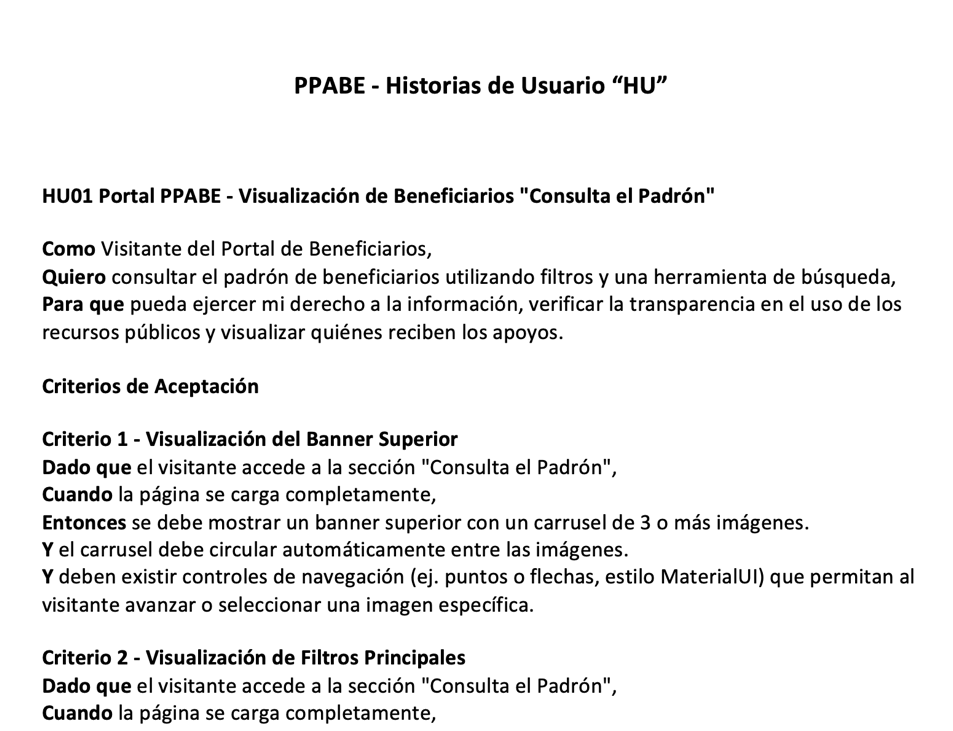 PPABE - Historias de Usuario “HU”
HU01 Portal PPABE - Visualización de Beneficiarios "Consulta el Padrón"
Como Visitante del Portal de Beneficiarios,
Quiero consultar el padrón de beneficiarios utilizando filtros y una herramienta de búsqueda,
Para que pueda ejercer mi derecho a la información, verificar la transparencia en el uso de los
recursos públicos y visualizar quiénes reciben los apoyos.
Criterios de Aceptación
Criterio 1 - Visualización del Banner Superior
Dado que el visitante accede a la sección "Consulta el Padrón",
Cuando la página se carga completamente,
Entonces se debe mostrar un banner superior con un carrusel de 3 o más imágenes.
Y el carrusel debe circular automáticamente entre las imágenes.
Y deben existir controles de navegación (ej. puntos o flechas, estilo MaterialUI) que permitan al
visitante avanzar o seleccionar una imagen específica.
Criterio 2 - Visualización de Filtros Principales
Dado que el visitante accede a la sección "Consulta el Padrón",
Cuando la página se carga completamente,